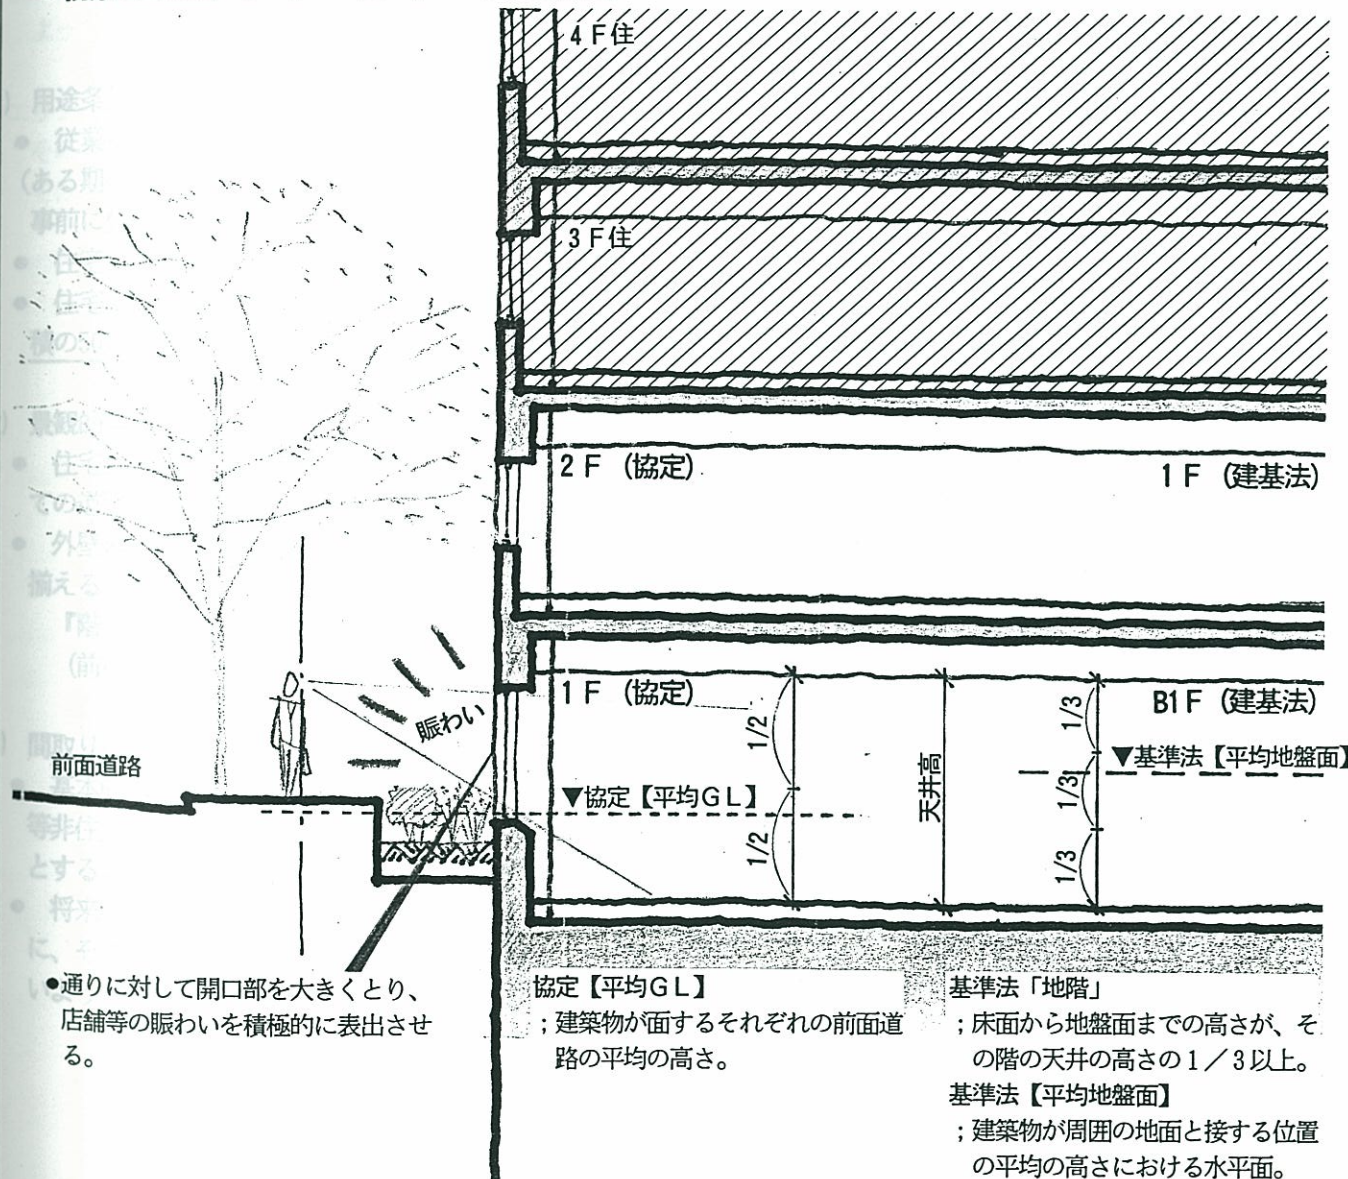 4F住
3F住
2F（協定）
1F（建基法）
1F（協定）
B1F（建基法）
賑わい
1/2
1/2
天井高
1/3
1/3
1/3
▼基準法【平均地盤面】
▼協定【平均GL】
前面道路
●通りに対して開口部を大きくとり、
店舗等の賑わいを積極的に表出させ
る。
協定【平均GL】
；建築物が面するそれぞれの前面道
路の平均の高さ。
基準法「地階」
；床面から地盤面までの高さが、そ
の階の天井の高さの1／3以上。
基準法【平均地盤面】
；建築物が周囲の地面と接する位置
の平均の高さにおける水平面。